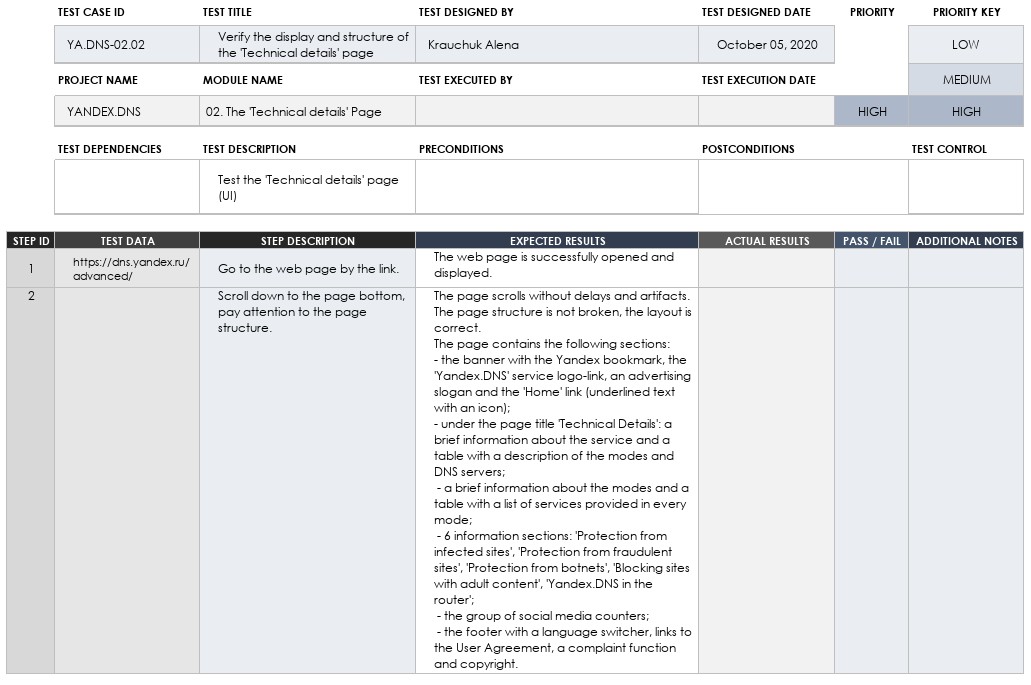 TEST CASE ID TEST TITLE TEST DESIGNED BY TEST DESIGNED DATE PRIORITY PRIORITY KEY
YA.DNS-02.02 Verify the display and structure of the 'Technical details' page Krauchuk Alena October 05, 2020 LOW
PROJECT NAME MODULE NAME TEST EXECUTED BY TEST EXECUTION DATE MEDIUM
YANDEX.DNS 02. The 'Technical details' Page HIGH HIGH
TEST DEPENDENCIES TEST DESCRIPTION PRECONDITIONS POSTCONDITIONS TEST CONTROL
Test the 'Technical details' page
(UI)
STEP ID TEST DATA STEP DESCRIPTION EXPECTED RESULTS ACTUAL RESULTS PASS / FAIL ADDITIONAL NOTES
1
https://dns.yandex.ru/
advanced/
Go to the web page by the link.
The web page is successfully opened and
displayed.
2
Scroll down to the page bottom,
pay attention to the page
structure.
The page scrolls without delays and artifacts.
The page structure is not broken, the layout is
correct.
The page contains the following sections:
- the banner with the Yandex bookmark, the
'Yandex.DNS' service logo-link, an advertising
slogan and the 'Home' link (underlined text
with an icon);
- under the page title 'Technical Details': a
brief information about the service and a
table with a description of the modes and
DNS servers;
- a brief information about the modes and a
table with a list of services provided in every
mode;
- 6 information sections: 'Protection from
infected sites', 'Protection from fraudulent
sites', 'Protection from botnets', 'Blocking sites
with adult content', 'Yandex.DNS in the
router';
- the group of social media counters;
- the footer with a language switcher, links to
the User Agreement, a complaint function
and copyright.